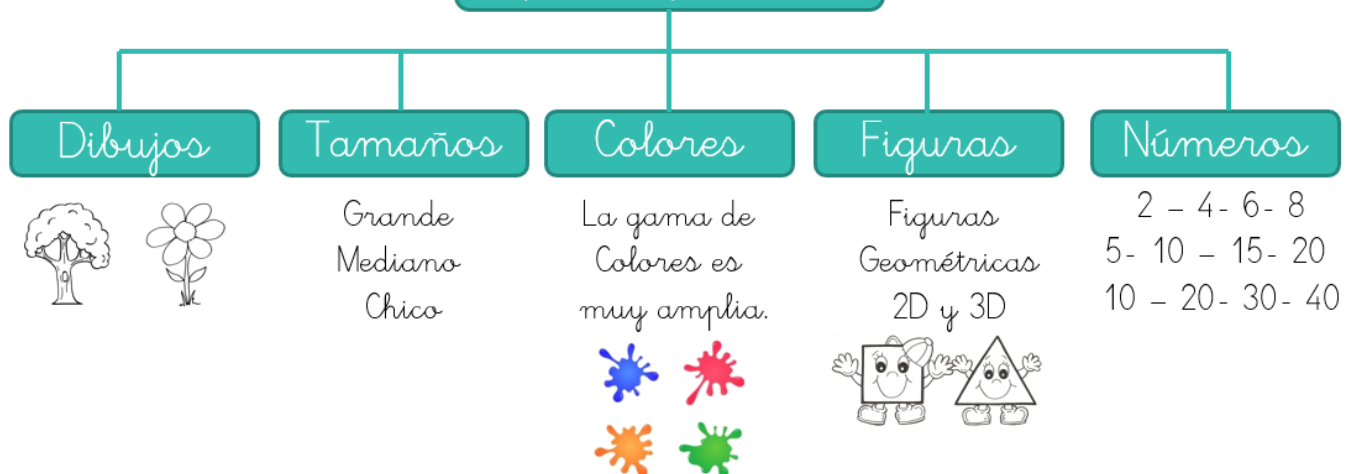 Dibujos
Tamaños
Colores
Figuras
Números
Grande
Mediano
Chico
La gama de
Colores es
muy amplia.
Figuras
Geométricas
2D y 3D
2 – 4- 6- 8
5- 10 – 15- 20
10 – 20- 30- 40